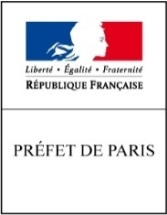 Liberté • Égalité • Fraternité
RÉPUBLIQUE FRANÇAISE
PRÉFET DE PARIS